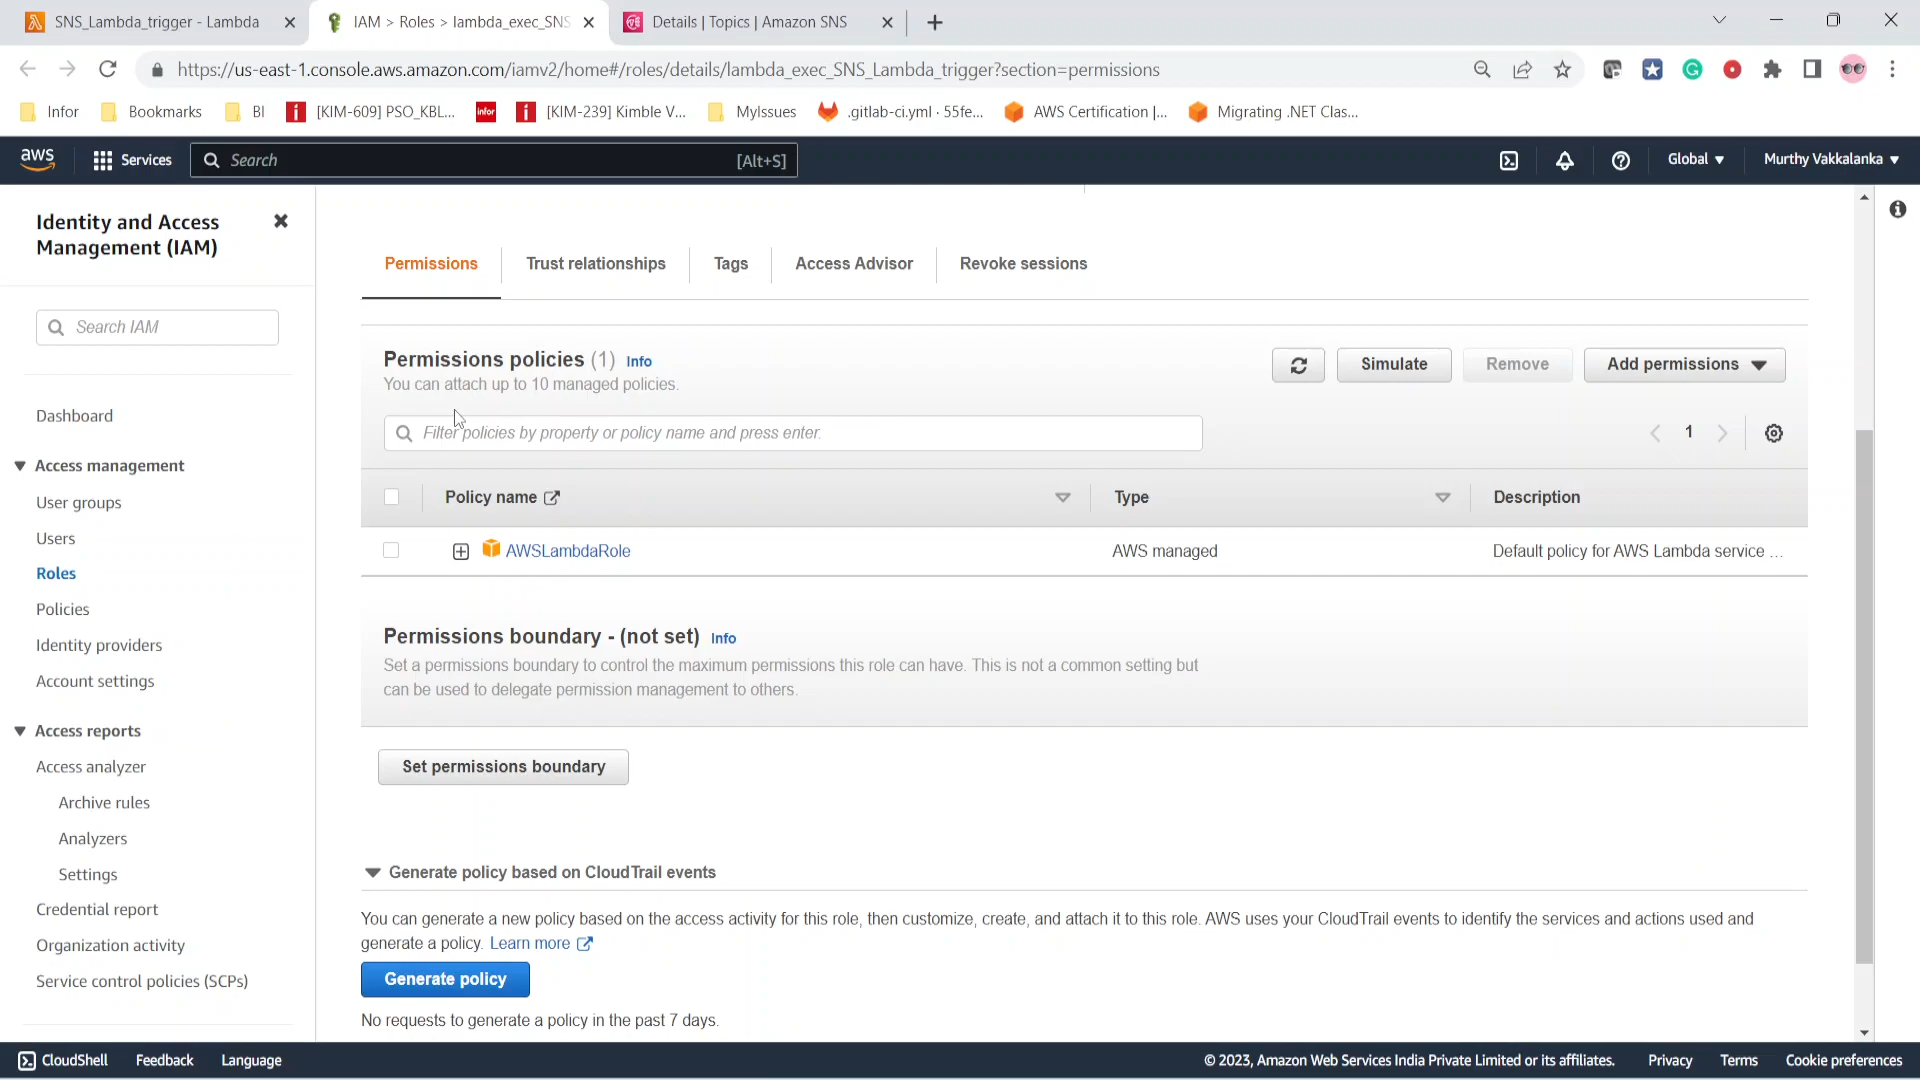 SNS_Lambda_trigger - Lambda
IAM > Roles > lambda_exec_SNS
Details | Topics | Amazon SNS
https://us-east-1.console.aws.amazon.com/iamv2/home#/roles/details/lambda_exec_SNS_Lambda_trigger?section=permissions
Infor
Bookmarks
BI
[KIM-609] PSO_KBL...
infor
[KIM-239] Kimble V...
MyIssues
.gitlab-ci.yml · 55fe...
AWS Certification |...
Migrating .NET Clas...
aws
Services
Search
[Alt+S]
Global
Murthy Vakkalanka
Identity and Access
Management (IAM)
Search IAM
Dashboard
Access management
User groups
Users
Roles
Policies
Identity providers
Account settings
Access reports
Access analyzer
Archive rules
Analyzers
Settings
Credential report
Organization activity
Service control policies (SCPs)
Permissions
Trust relationships
Tags
Access Advisor
Revoke sessions
Permissions policies (1) Info
You can attach up to 10 managed policies.
Simulate
Remove
Add permissions
Filter policies by property or policy name and press enter.
1
Policy name
Type
Description
AWSLambdaRole
AWS managed
Default policy for AWS Lambda service ...
Permissions boundary - (not set) Info
Set a permissions boundary to control the maximum permissions this role can have. This is not a common setting but
can be used to delegate permission management to others.
Set permissions boundary
Generate policy based on CloudTrail events
You can generate a new policy based on the access activity for this role, then customize, create, and attach it to this role. AWS uses your CloudTrail events to identify the services and actions used and
generate a policy. Learn more
Generate policy
No requests to generate a policy in the past 7 days.
CloudShell
Feedback
Language
© 2023, Amazon Web Services India Private Limited or its affiliates.
Privacy
Terms
Cookie preferences